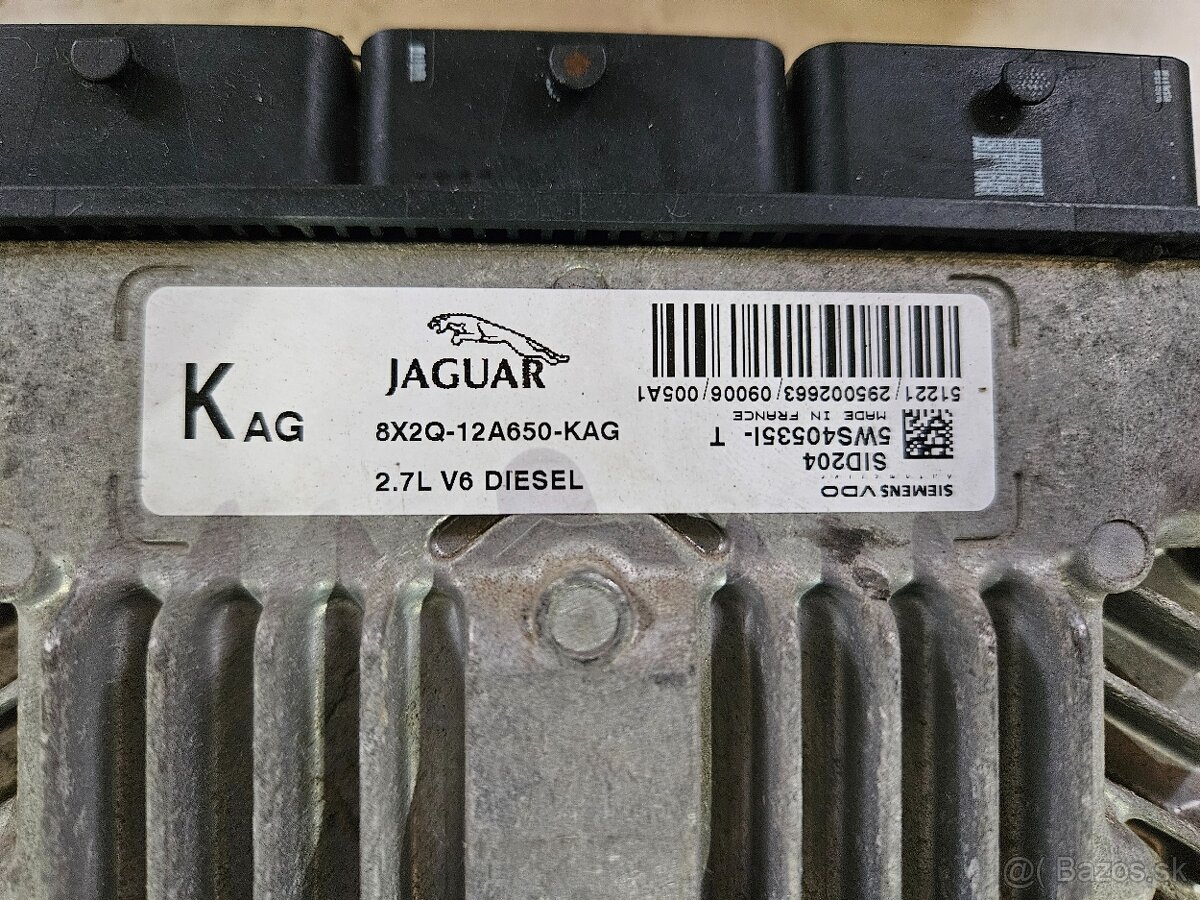 K AG
JAGUAR
8X2Q-12A650-KAG
2.7L V6 DIESEL
51221/295002663/09006/005A1
MADE IN FRANCE
5WS40535I- T
SID204
SIEMENS VDO
Automotive
@( Bazos.sk